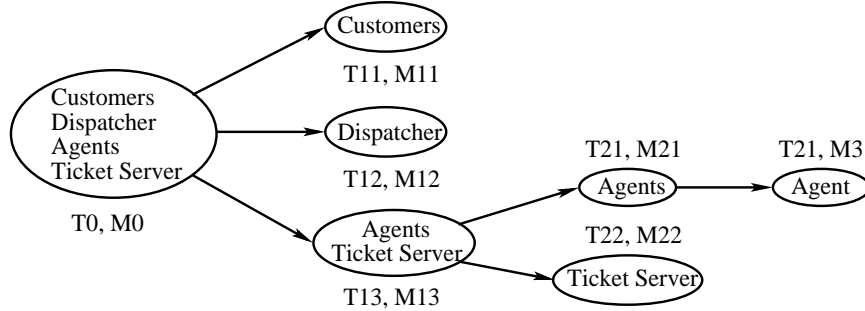 Customers
Dispatcher
Agents
Ticket Server
T0, M0
Customers
T11, M11
Dispatcher
T12, M12
Agents
Ticket Server
T13, M13
T21, M21
Agents
T22, M22
Ticket Server
T21, M3
Agent